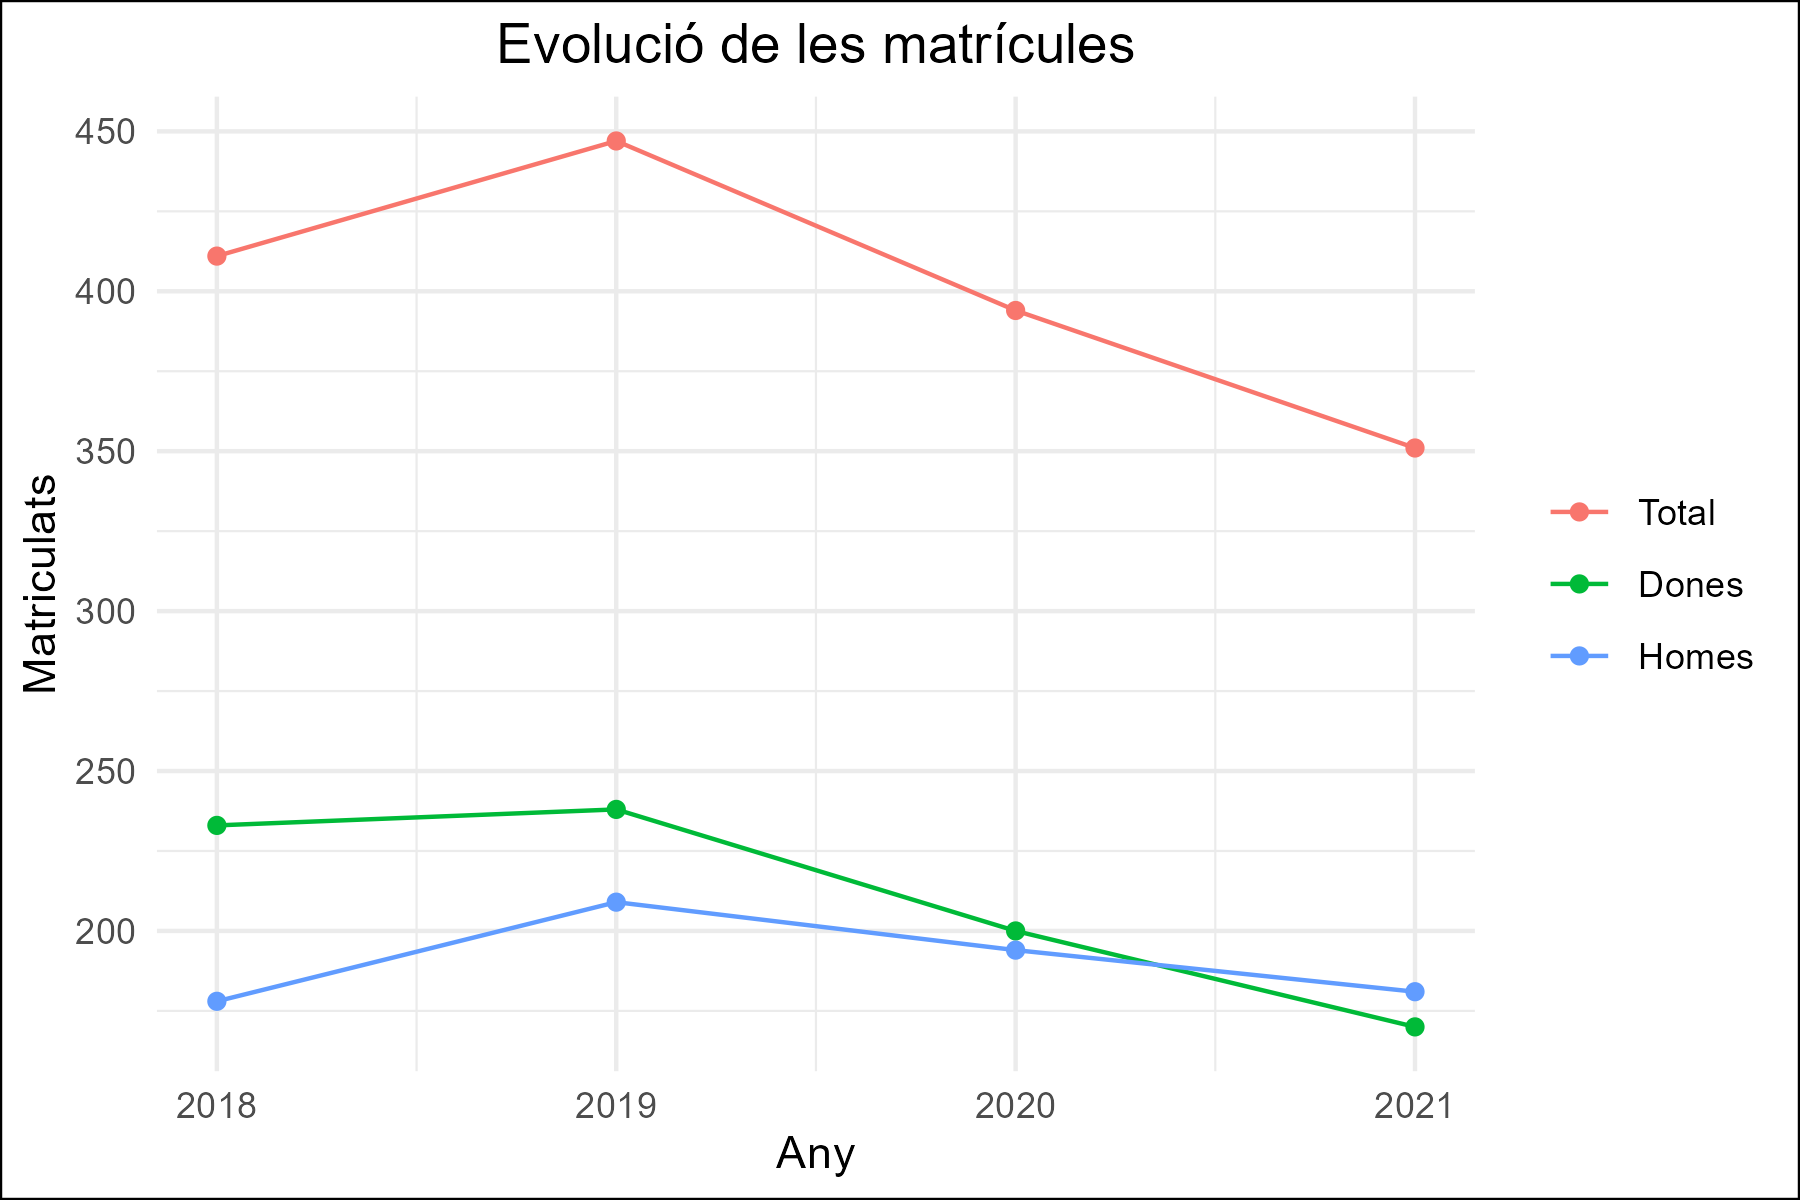 Evolució de les matrícules
450
400
350
300
250
200
Matriculats
2018 2019 2020 2021
Any
Total
Dones
Homes